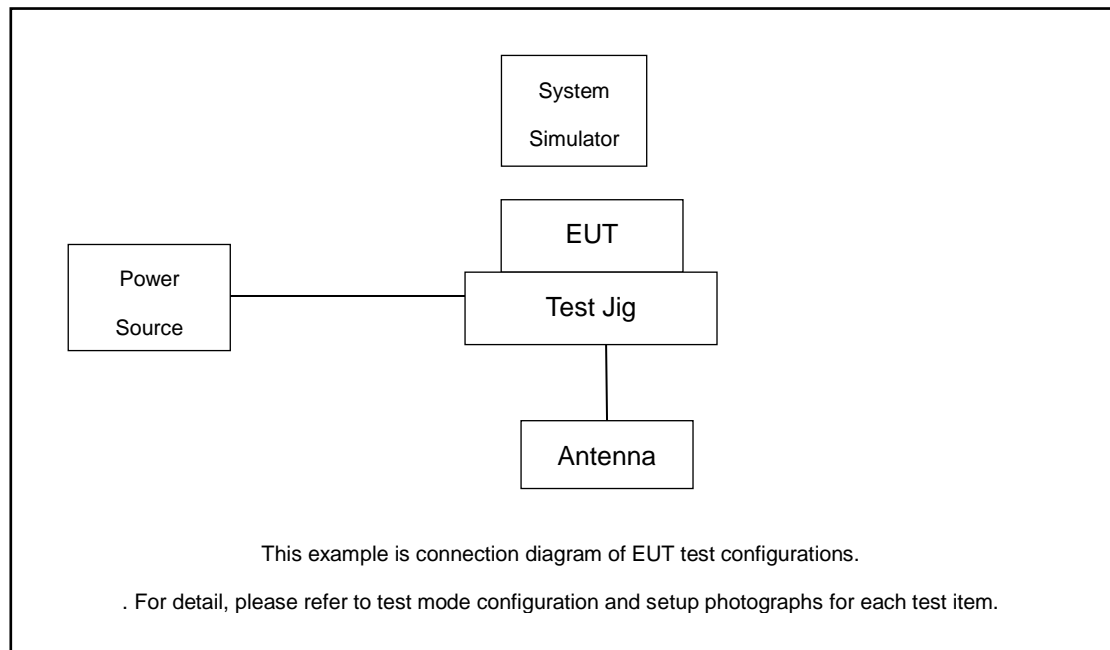 System
Simulator
EUT
Power
Source
Test Jig
Antenna
This example is connection diagram of EUT test configurations.
. For detail, please refer to test mode configuration and setup photographs for each test item.